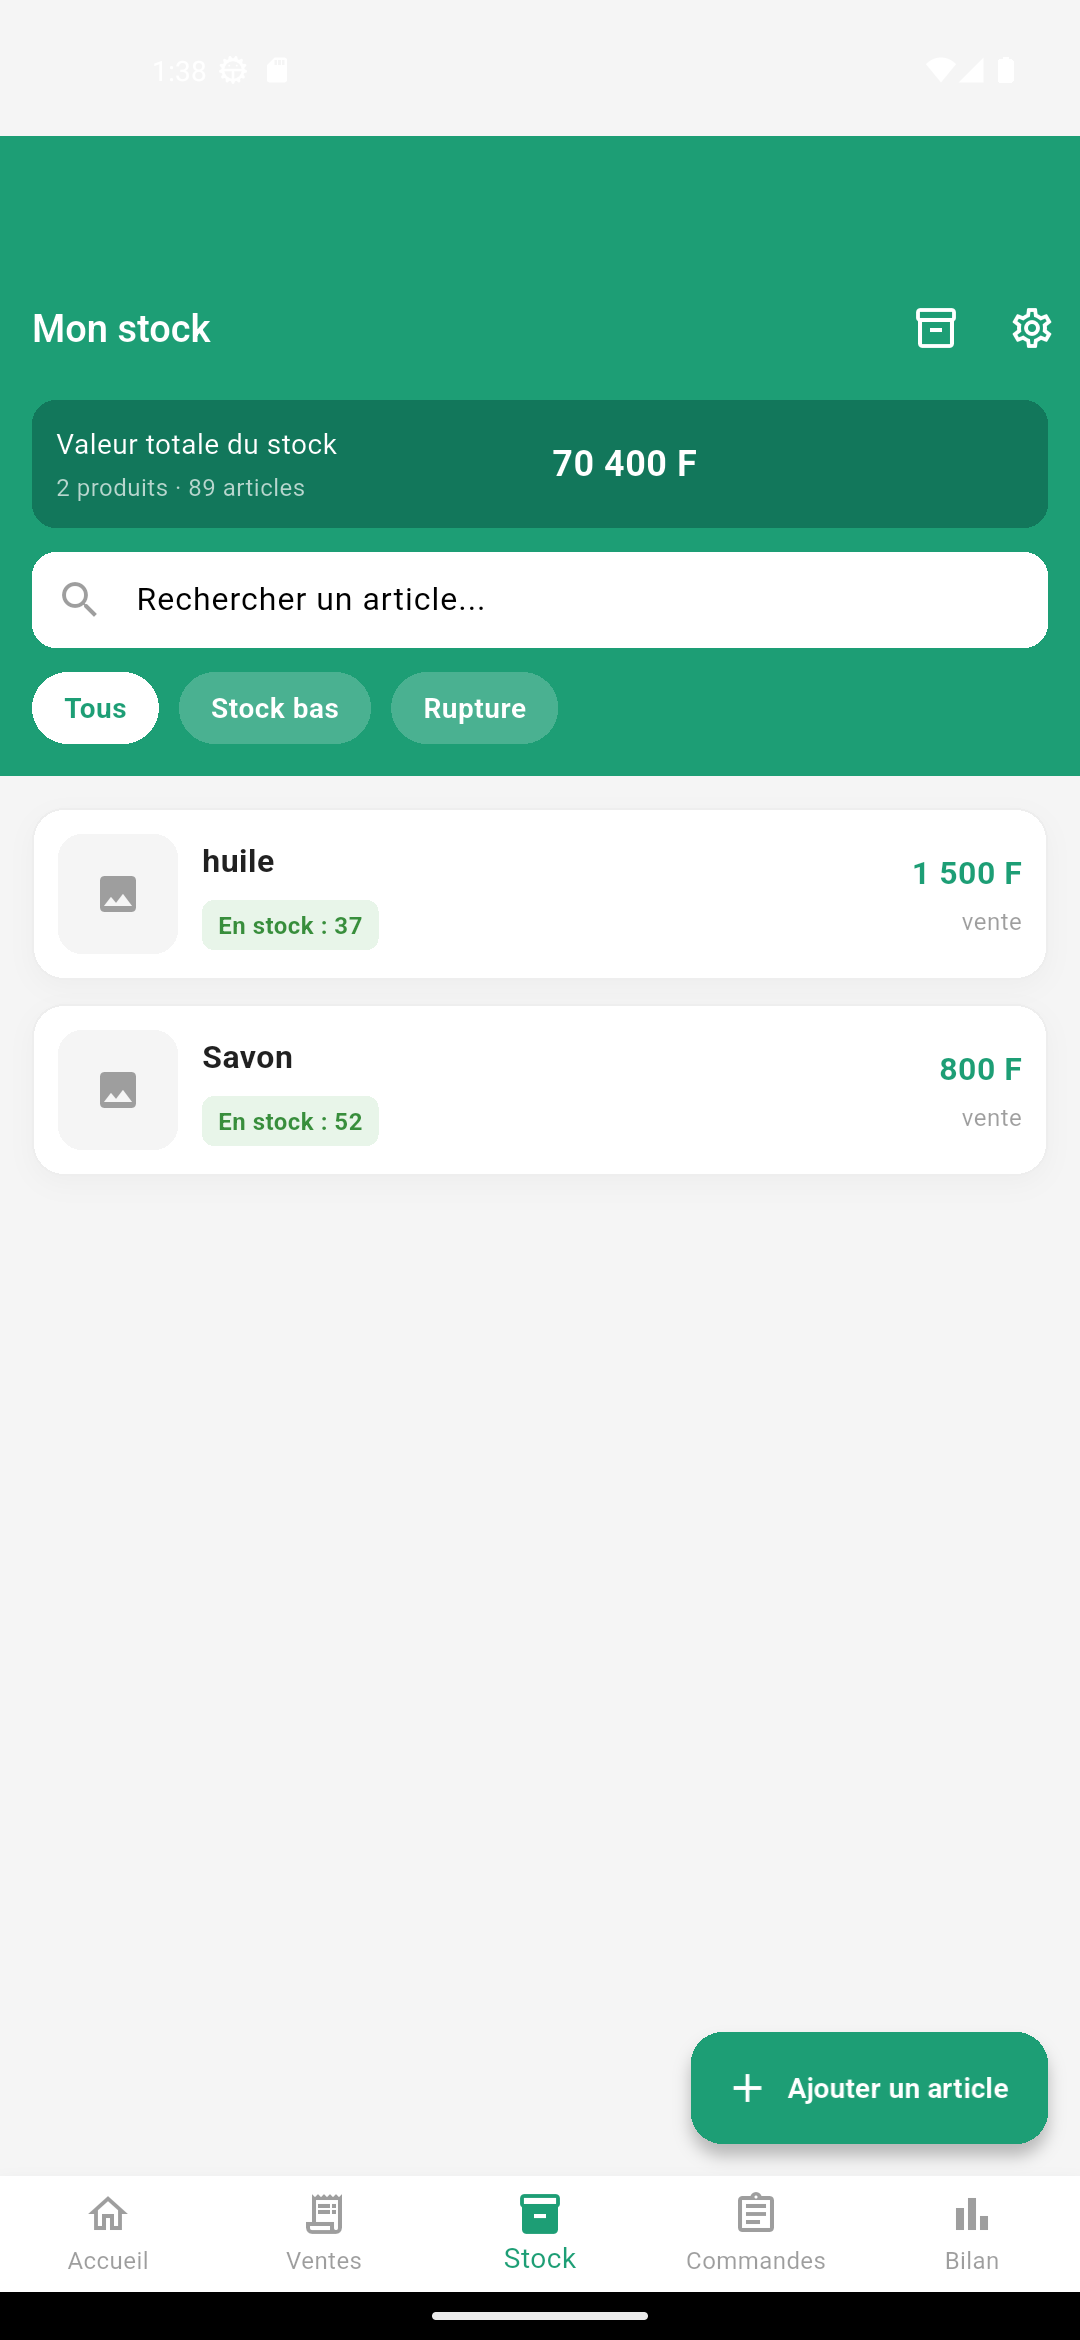 1:38
Mon stock
Valeur totale du stock
2 produits · 89 articles
70 400 F
Rechercher un article...
Tous
Stock bas
Rupture
huile
En stock : 37
1 500 F
vente
Savon
En stock : 52
800 F
vente
Ajouter un article
Accueil
Ventes
Stock
Commandes
Bilan